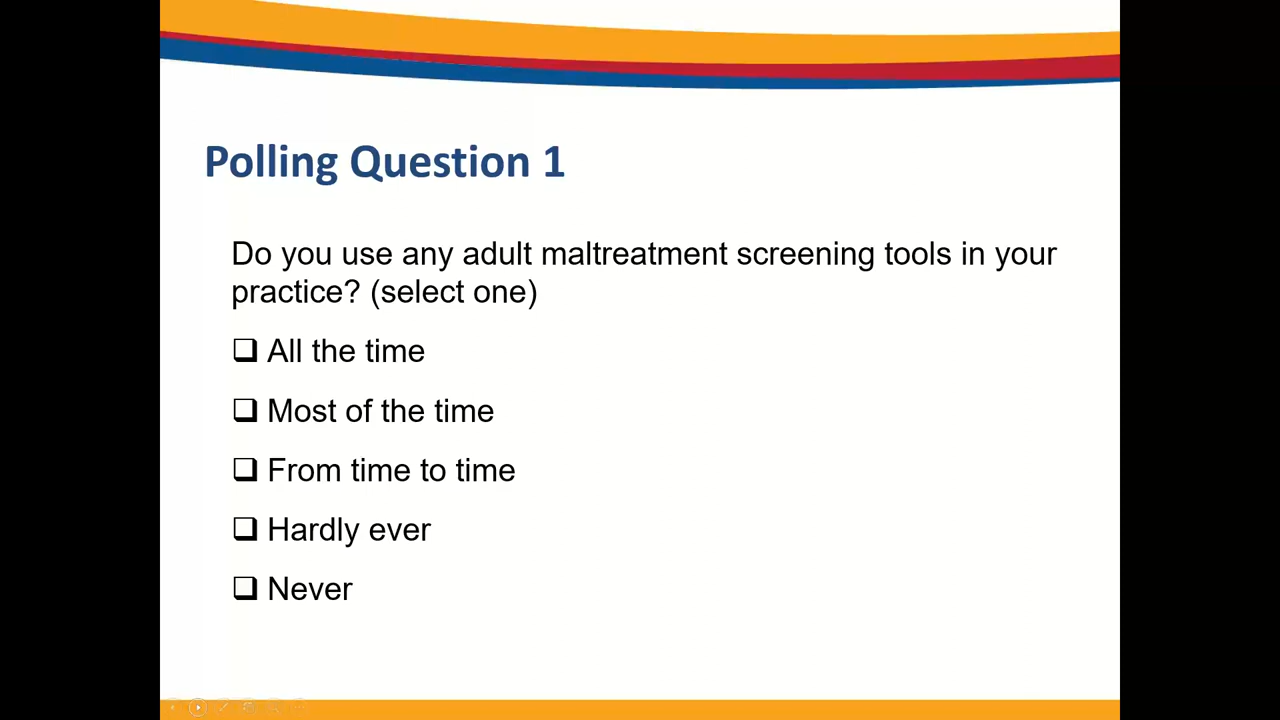 Polling Question 1
Do you use any adult maltreatment screening tools in your
practice? (select one)
All the time
Most of the time
From time to time
Hardly ever
Never